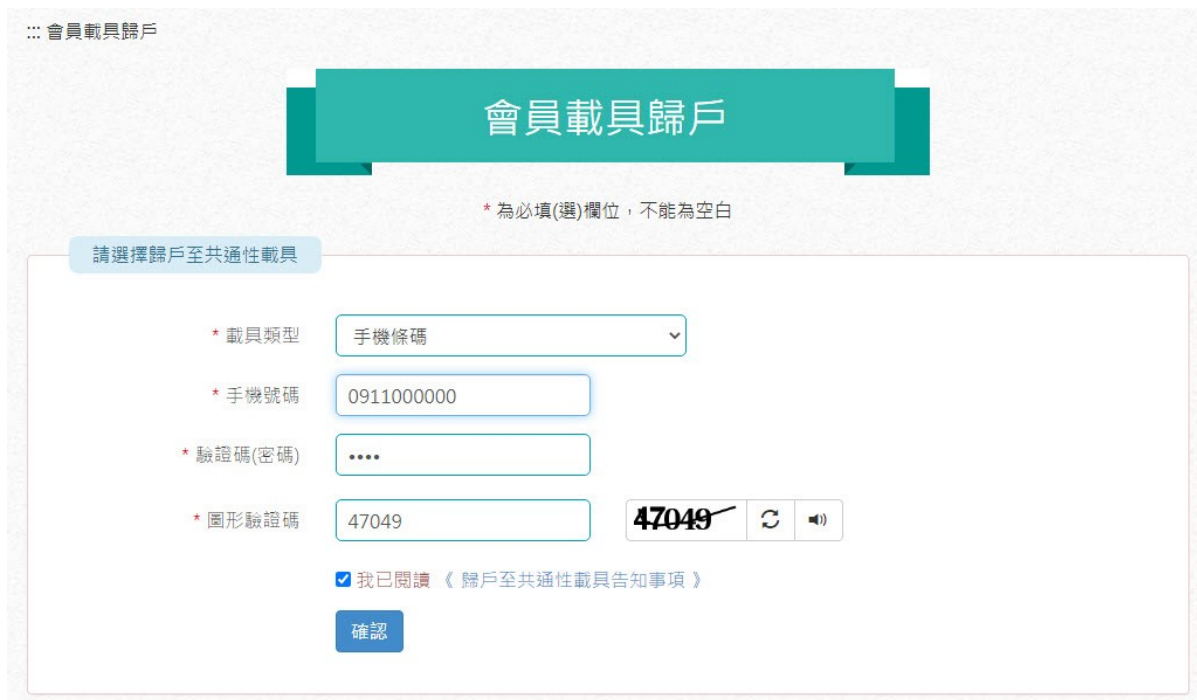 ::: 會員載具歸戶
會員載具歸戶
* 為必填(選)欄位，不能為空白
請選擇歸戶至共通性載具
* 載具類型 手機條碼
* 手機號碼 0911000000
* 驗證碼(密碼) ••••
* 圖形驗證碼 47049 47049
我已閱讀 《 歸戶至共通性載具告知事項 》
確認